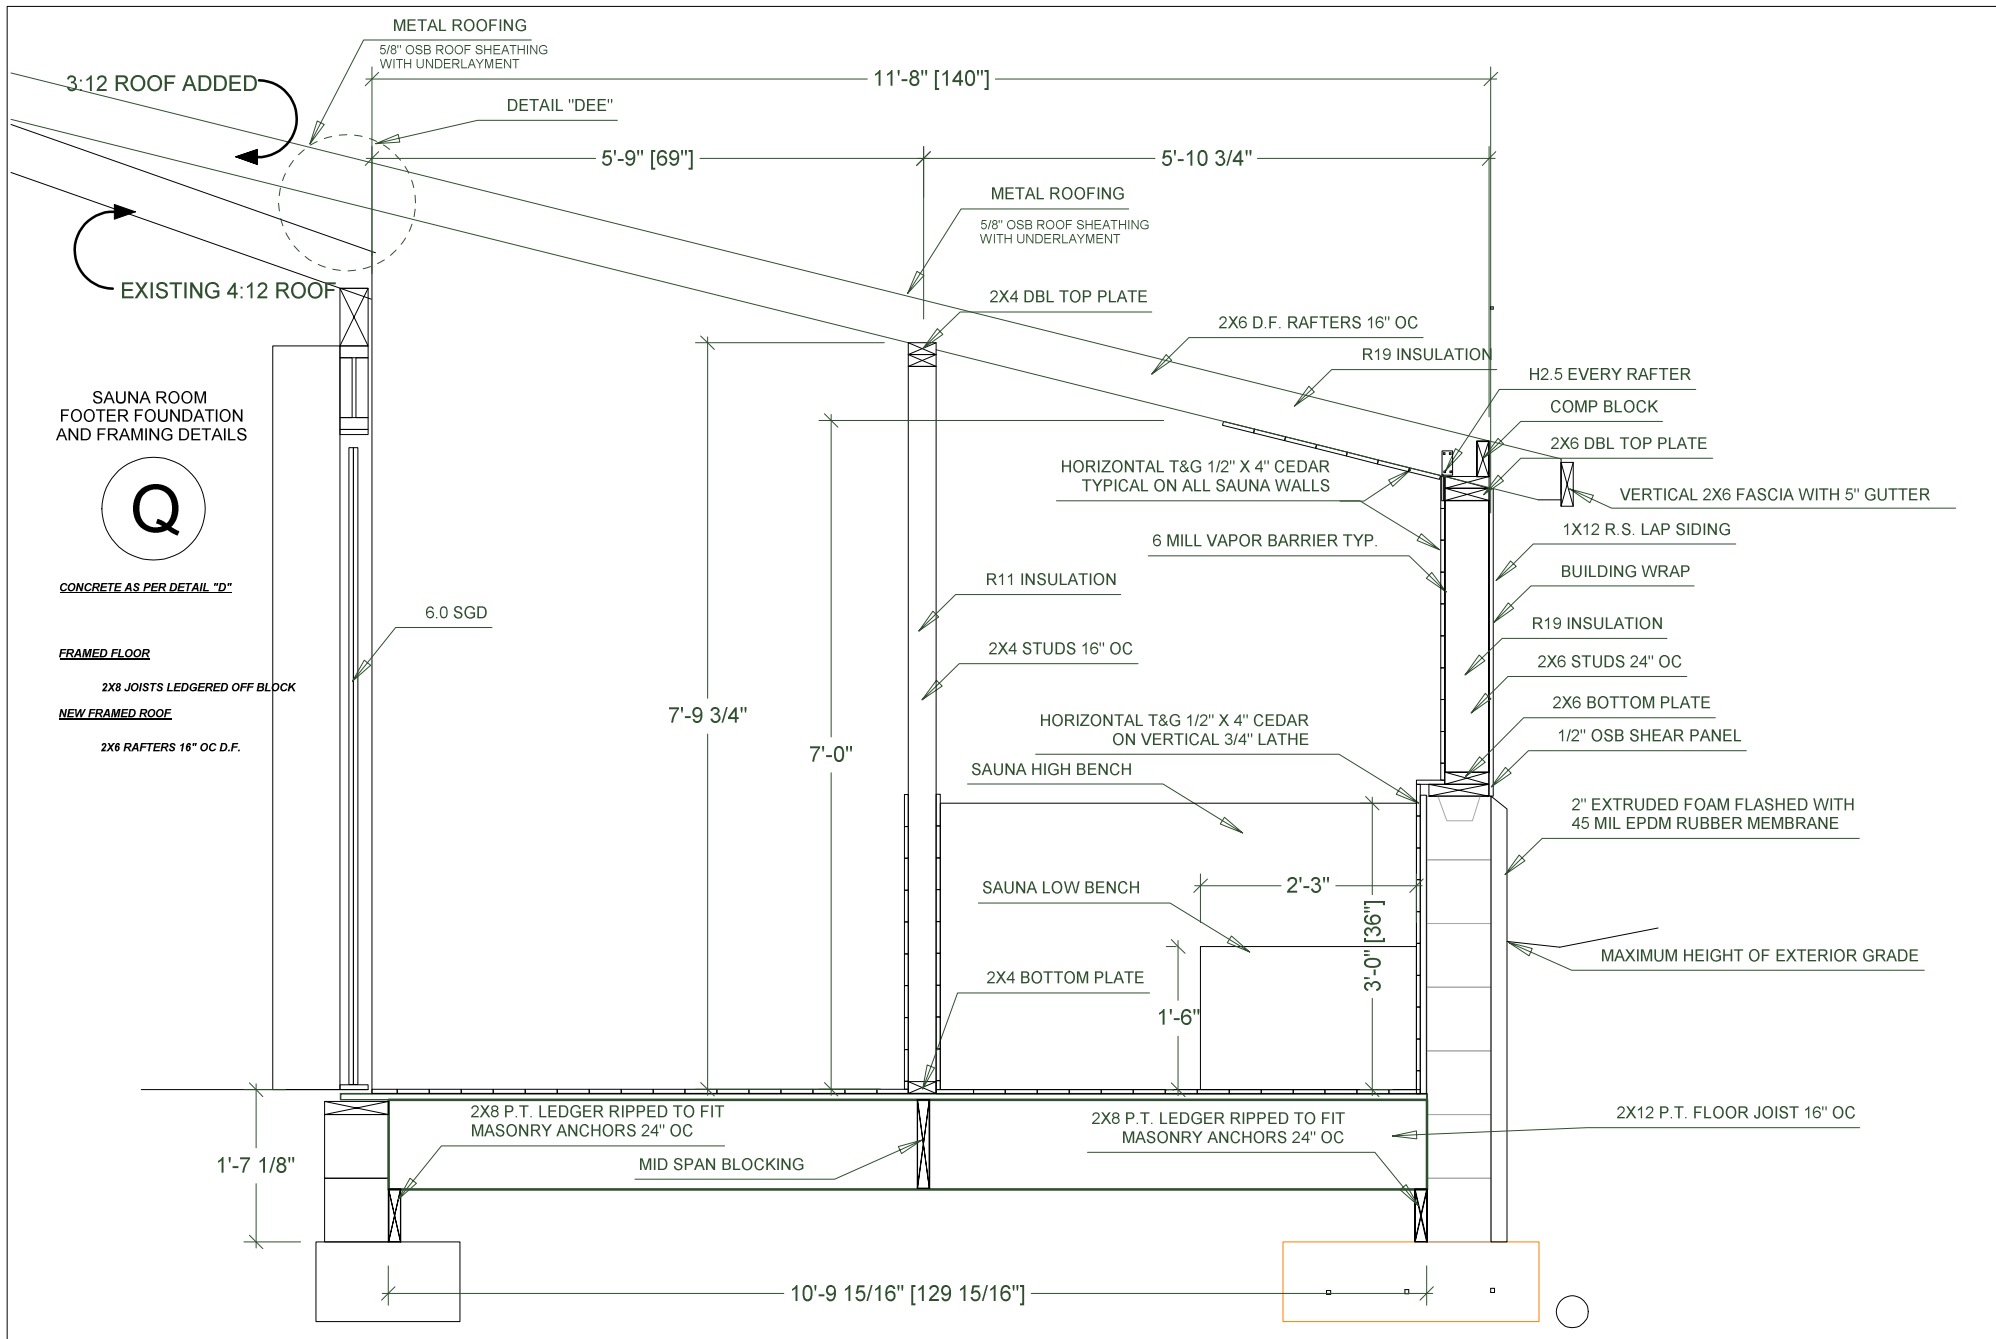 METAL ROOFING
5/8" OSB ROOF SHEATHING
WITH UNDERLAYMENT
3:12 ROOF ADDED
11'-8" [140"]
DETAIL "DEE"
5'-9" [69"]
5'-10 3/4"
METAL ROOFING
5/8" OSB ROOF SHEATHING
WITH UNDERLAYMENT
EXISTING 4:12 ROOF
2X4 DBL TOP PLATE
2X6 D.F. RAFTERS 16" OC
R19 INSULATION
H2.5 EVERY RAFTER
COMP BLOCK
2X6 DBL TOP PLATE
SAUNA ROOM
FOOTER FOUNDATION
AND FRAMING DETAILS
Q
HORIZONTAL T&G 1/2" X 4" CEDAR
TYPICAL ON ALL SAUNA WALLS
VERTICAL 2X6 FASCIA WITH 5" GUTTER
1X12 R.S. LAP SIDING
6 MILL VAPOR BARRIER TYP.
BUILDING WRAP
CONCRETE AS PER DETAIL "D"
R11 INSULATION
6.0 SGD
R19 INSULATION
FRAMED FLOOR
2X4 STUDS 16" OC
2X6 STUDS 24" OC
2X8 JOISTS LEDGERED OFF BLOCK
NEW FRAMED ROOF
2X6 RAFTERS 16" OC D.F.
7'-9 3/4"
7'-0"
2X6 BOTTOM PLATE
HORIZONTAL T&G 1/2" X 4" CEDAR
ON VERTICAL 3/4" LATHE
1/2" OSB SHEAR PANEL
SAUNA HIGH BENCH
2" EXTRUDED FOAM FLASHED WITH
45 MIL EPDM RUBBER MEMBRANE
SAUNA LOW BENCH
2'-3"
3'-0" [36"]
MAXIMUM HEIGHT OF EXTERIOR GRADE
2X4 BOTTOM PLATE
1'-6"
2X8 P.T. LEDGER RIPPED TO FIT
MASONRY ANCHORS 24" OC
2X8 P.T. LEDGER RIPPED TO FIT
MASONRY ANCHORS 24" OC
2X12 P.T. FLOOR JOIST 16" OC
1'-7 1/8"
MID SPAN BLOCKING
10'-9 15/16" [129 15/16"]